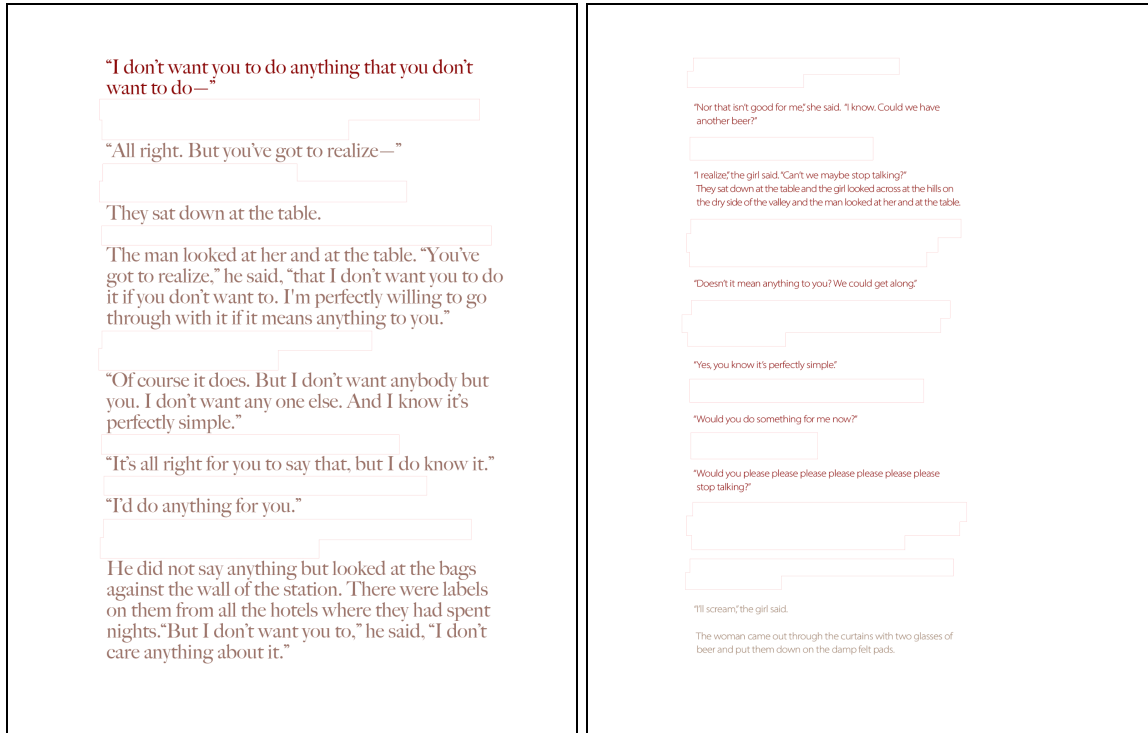 “I don’t want you to do anything that you don’t
want to do—”
“All right. But you’ve got to realize—”
They sat down at the table.
The man looked at her and at the table. “You’ve
got to realize,” he said, “that I don’t want you to do
it if you don’t want to. I'm perfectly willing to go
through with it if it means anything to you.”
“Of course it does. But I don’t want anybody but
you. I don’t want any one else. And I know it’s
perfectly simple.”
“It’s all right for you to say that, but I do know it.”
“I’d do anything for you.”
He did not say anything but looked at the bags
against the wall of the station. There were labels
on them from all the hotels where they had spent
nights.“But I don’t want you to,” he said, “I don’t
care anything about it.”
“Nor that isn’t good for me,” she said. “I know. Could we have
another beer?”
“I realize,” the girl said. “Can’t we maybe stop talking?”
They sat down at the table and the girl looked across at the hills on
the dry side of the valley and the man looked at her and at the table.
“Doesn’t it mean anything to you? We could get along.”
“Yes, you know it’s perfectly simple.”
“Would you do something for me now?”
“Would you please please please please please please please
stop talking?”
“I’ll scream,” the girl said.
The woman came out through the curtains with two glasses of
beer and put them down on the damp felt pads.